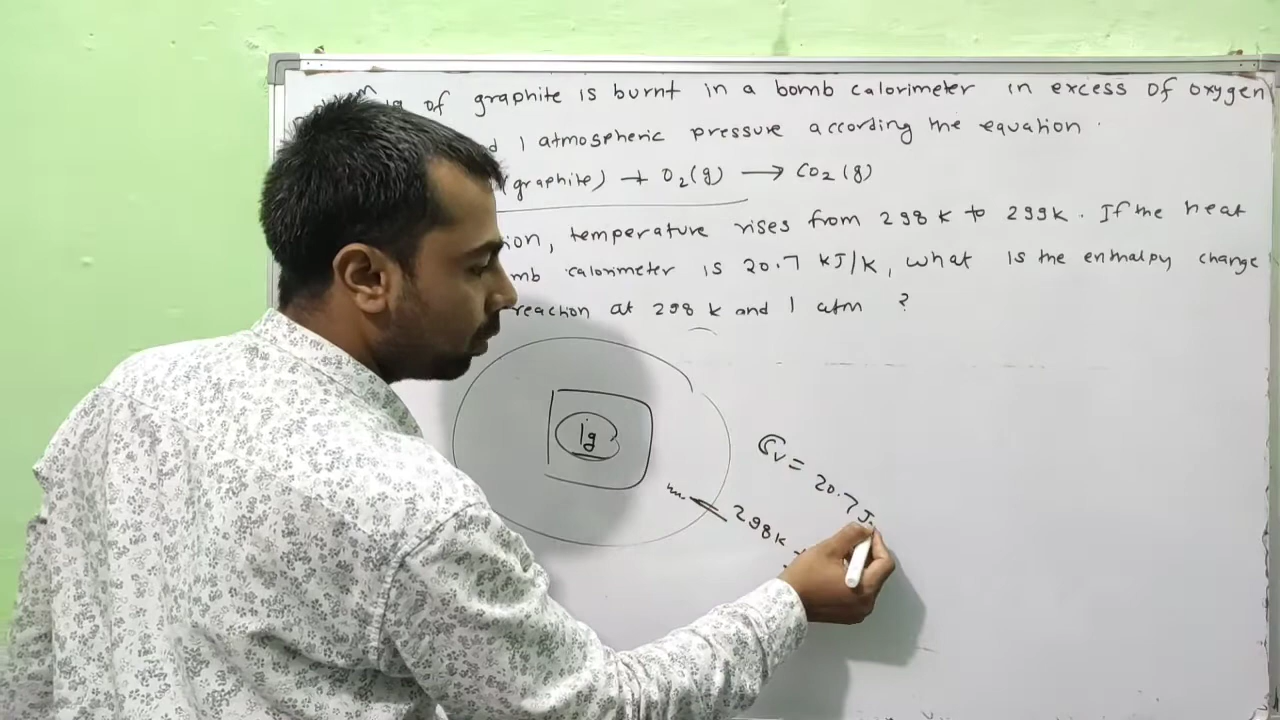 of graphite is burnt in a bomb calorimeter in excess of oxygen
d 1 atmospheric pressure according the equation.
(graphite) + O₂(g) → CO₂(g)
ion, temperature rises from 298 K to 299K. If the heat
mb calorimeter is 20.7 kJ/K, what is the enthalpy change
reaction at 298 K and 1 atm ?
1g
Cv = 20.7 J
298K